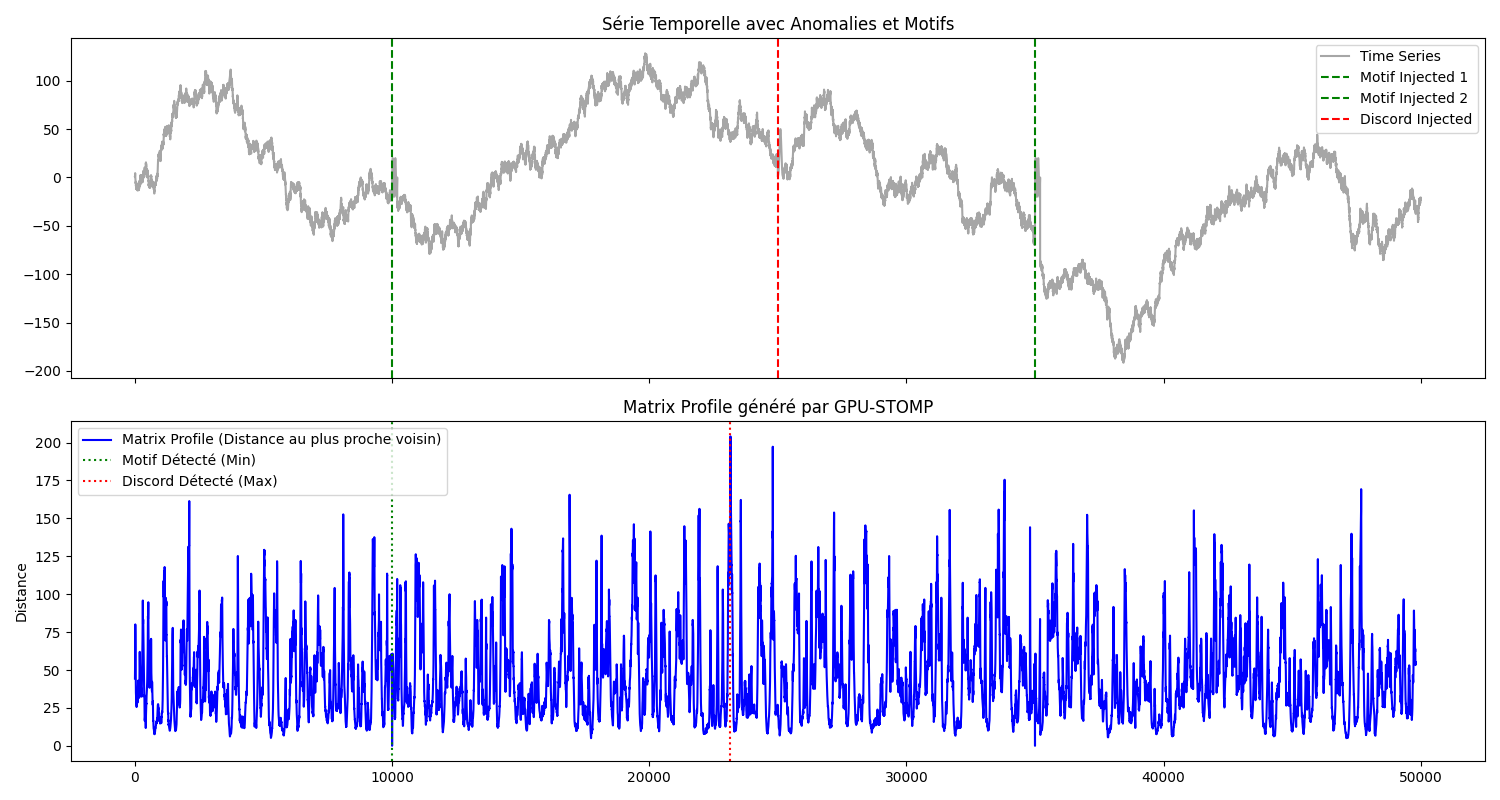 Série Temporelle avec Anomalies et Motifs
100
50
0
−50
−100
−150
−200
Time Series
Motif Injected 1
Motif Injected 2
Discord Injected
Matrix Profile généré par GPU-STOMP
Distance
200
175
150
125
100
75
50
25
0
Matrix Profile (Distance au plus proche voisin)
Motif Détecté (Min)
Discord Détecté (Max)
0
10000
20000
30000
40000
50000